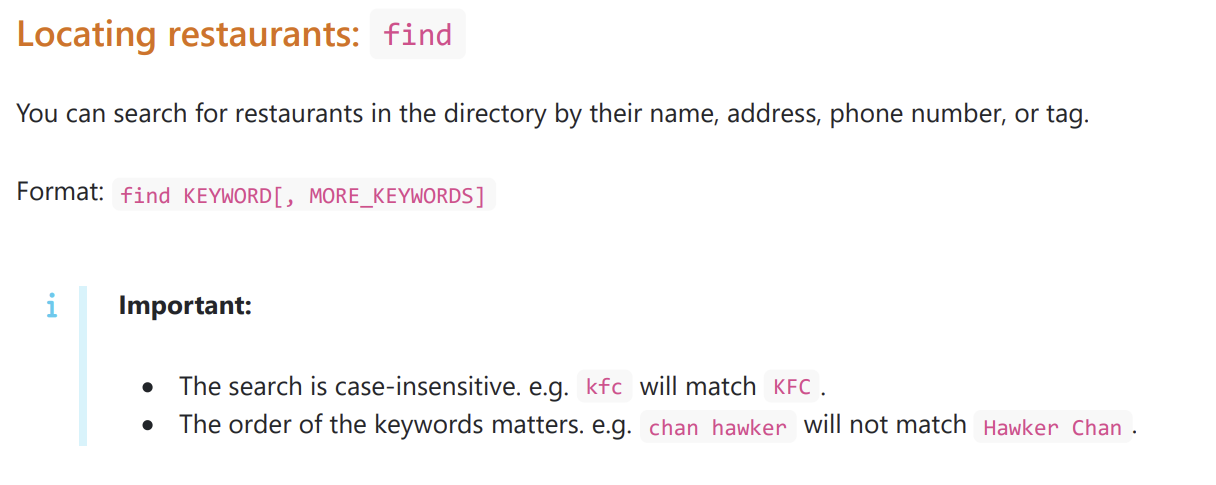 Locating restaurants: find
You can search for restaurants in the directory by their name, address, phone number, or tag.
Format: find KEYWORD[, MORE_KEYWORDS]
i Important:
• The search is case-insensitive. e.g. kfc will match KFC.
• The order of the keywords matters. e.g. chan hawker will not match Hawker Chan.